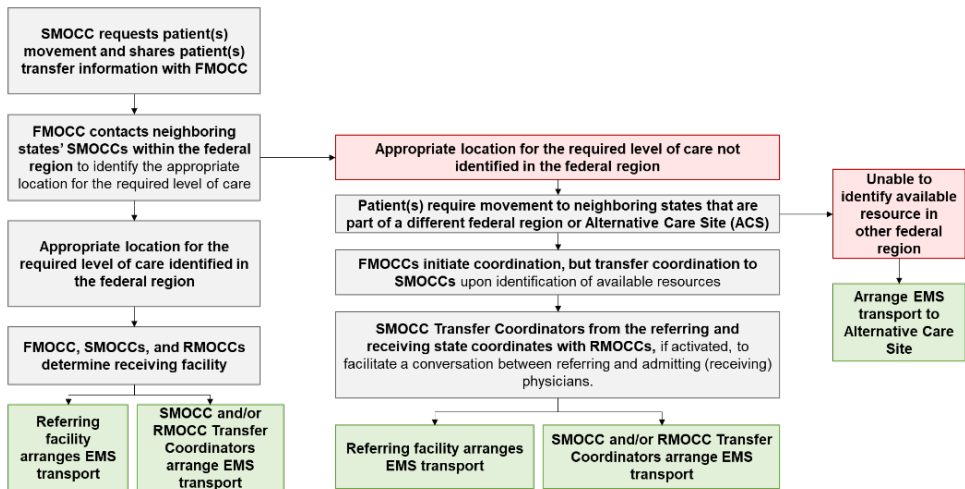 SMOCC requests patient(s)
movement and shares patient(s)
transfer information with FMOCC
FMOCC contacts neighboring
states' SMOCCs within the federal
region to identify the appropriate
location for the required level of care
Appropriate location for the
required level of care identified in
the federal region
FMOCC, SMOCCs, and RMOCCs
determine receiving facility
Referring
facility
arranges EMS
transport
SMOCC and/or
RMOCC Transfer
Coordinators
arrange EMS
transport
Appropriate location for the required level of care not
identified in the federal region
Patient(s) require movement to neighboring states that are
part of a different federal region or Alternative Care Site (ACS)
FMOCCs initiate coordination, but transfer coordination to
SMOCCs upon identification of available resources
SMOCC Transfer Coordinators from the referring and
receiving state coordinates with RMOCCs, if activated, to
facilitate a conversation between referring and admitting (receiving)
physicians.
Referring facility arranges
EMS transport
SMOCC and/or RMOCC Transfer
Coordinators arrange EMS
transport
Unable to
identify available
resource in
other federal
region
Arrange EMS
transport to
Alternative Care
Site